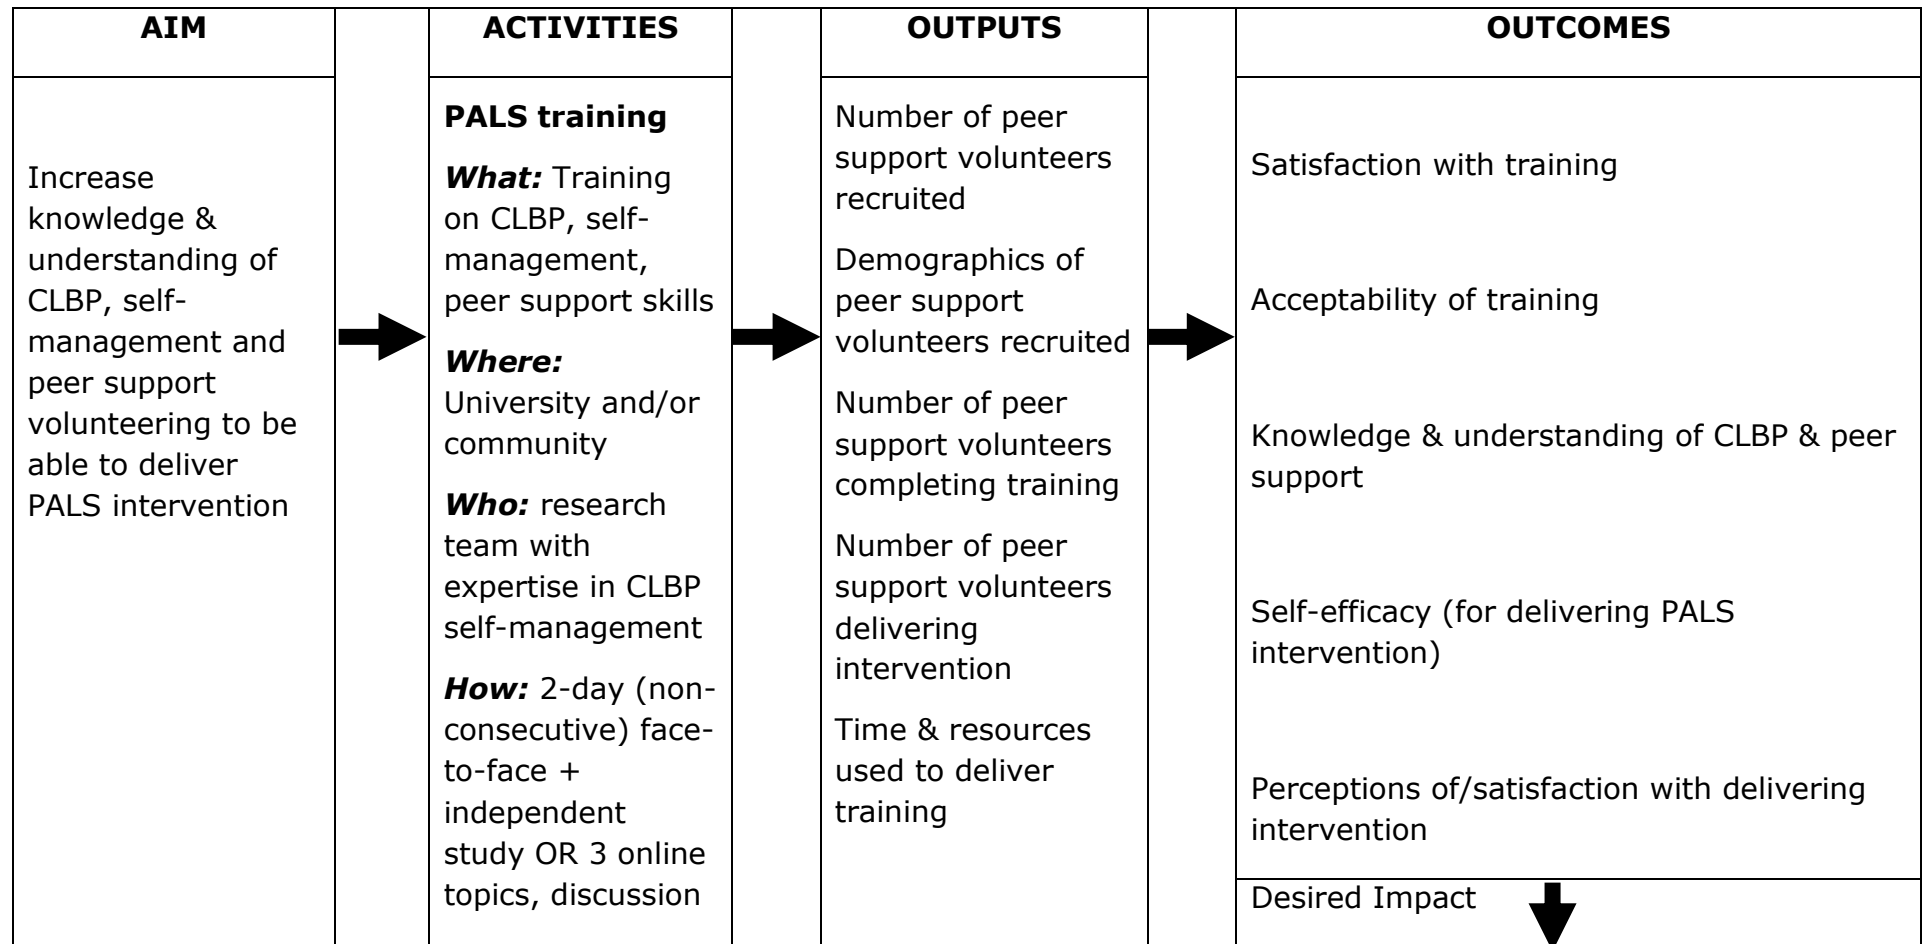 AIM
ACTIVITIES
OUTPUTS
OUTCOMES
Increase
knowledge &
understanding of
CLBP, self-
management and
peer support
volunteering to be
able to deliver
PALS intervention
PALS training
What: Training
on CLBP, self-
management,
peer support skills
Where:
University and/or
community
Who: research
team with
expertise in CLBP
self-management
How: 2-day (non-
consecutive) face-
to-face +
independent
study OR 3 online
topics, discussion
Number of peer
support volunteers
recruited
Demographics of
peer support
volunteers recruited
Number of peer
support volunteers
completing training
Number of peer
support volunteers
delivering
intervention
Time & resources
used to deliver
training
Satisfaction with training
Acceptability of training
Knowledge & understanding of CLBP & peer
support
Self-efficacy (for delivering PALS
intervention)
Perceptions of/satisfaction with delivering
intervention
Desired Impact